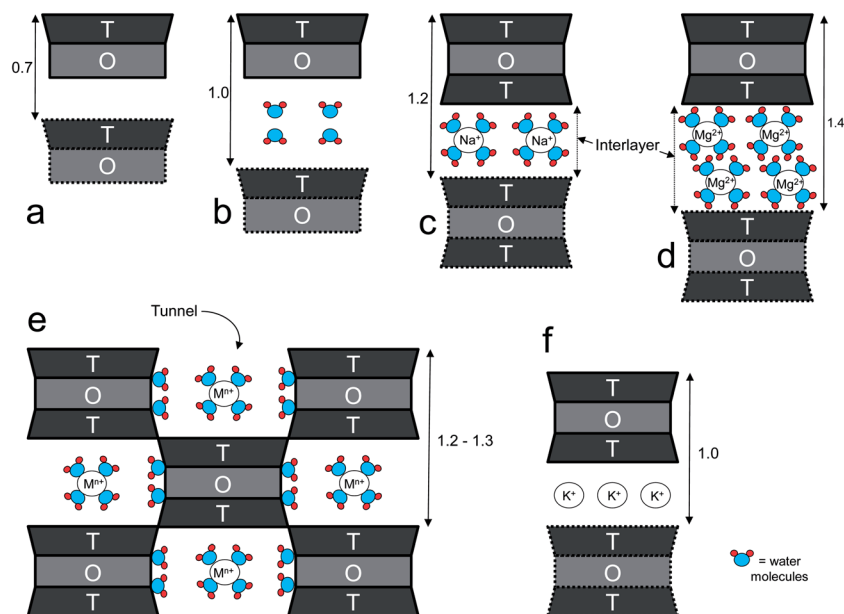 T
O
0.7
T
O
a
T
O
1.0
T
O
b
T
O
T
1.2
Na⁺
Na⁺
Interlayer
T
O
T
c
T
O
T
Mg²⁺
Mg²⁺
1.4
Mg²⁺
Mg²⁺
T
O
T
d
e
Tunnel
T
O
T
Mⁿ⁺
T
O
T
Mⁿ⁺
T
O
T
Mⁿ⁺
1.2 - 1.3
T
O
T
Mⁿ⁺
T
O
T
f
T
O
T
1.0
K⁺ K⁺ K⁺
T
O
T
= water
molecules